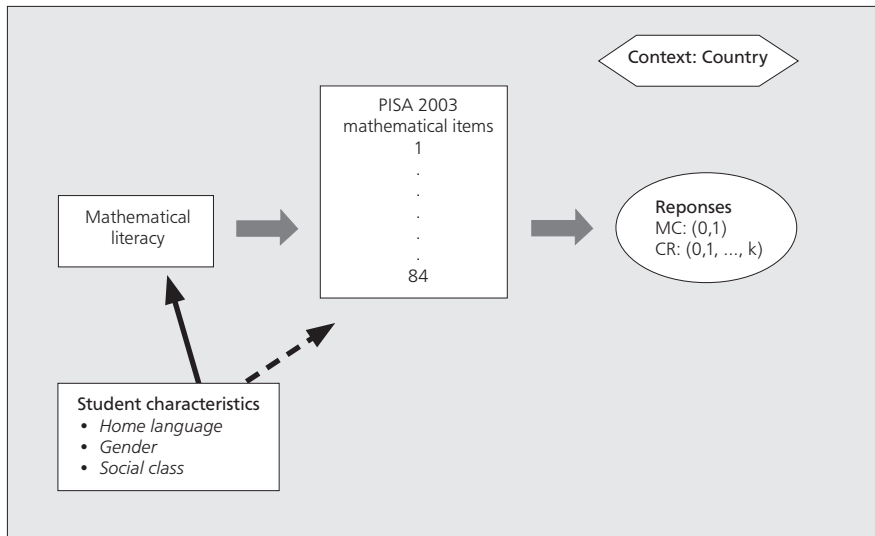 Context: Country
PISA 2003
mathematical items
1
.
.
.
.
.
84
Mathematical
literacy
Reponses
MC: (0,1)
CR: (0,1, ..., k)
Student characteristics
• Home language
• Gender
• Social class